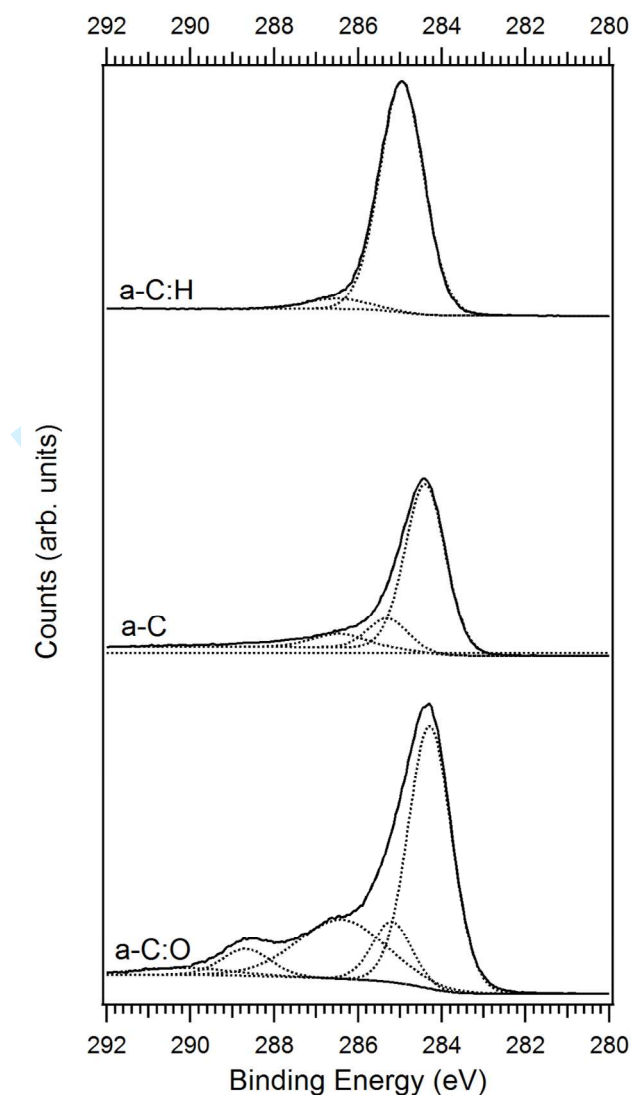 292 290 288 286 284 282 280
a-C:H
a-C
a-C:O
Counts (arb. units)
292 290 288 286 284 282 280
Binding Energy (eV)